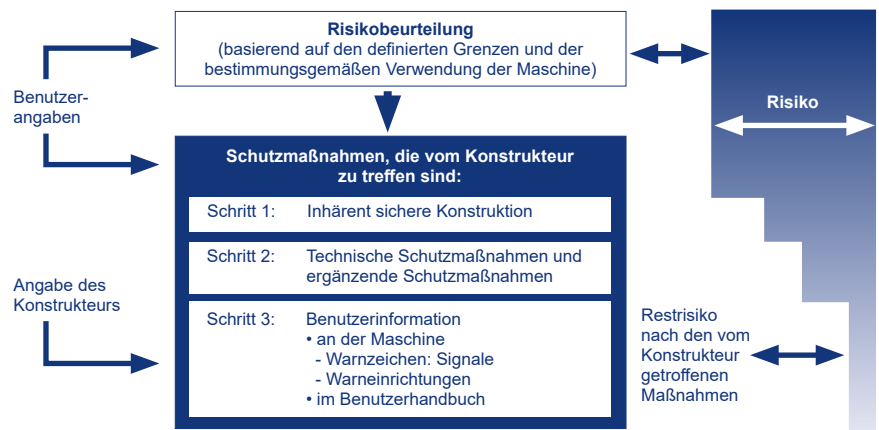 Risikobeurteilung
(basierend auf den definierten Grenzen und der
bestimmungsgemäßen Verwendung der Maschine)
Benutzer-
angaben
Risiko
Schutzmaßnahmen, die vom Konstrukteur
zu treffen sind:
Schritt 1: Inhärent sichere Konstruktion
Schritt 2: Technische Schutzmaßnahmen und
ergänzende Schutzmaßnahmen
Angabe des
Konstrukteurs
Schritt 3: Benutzerinformation
• an der Maschine
- Warnzeichen: Signale
- Warneinrichtungen
• im Benutzerhandbuch
Restrisiko
nach den vom
Konstrukteur
getroffenen
Maßnahmen